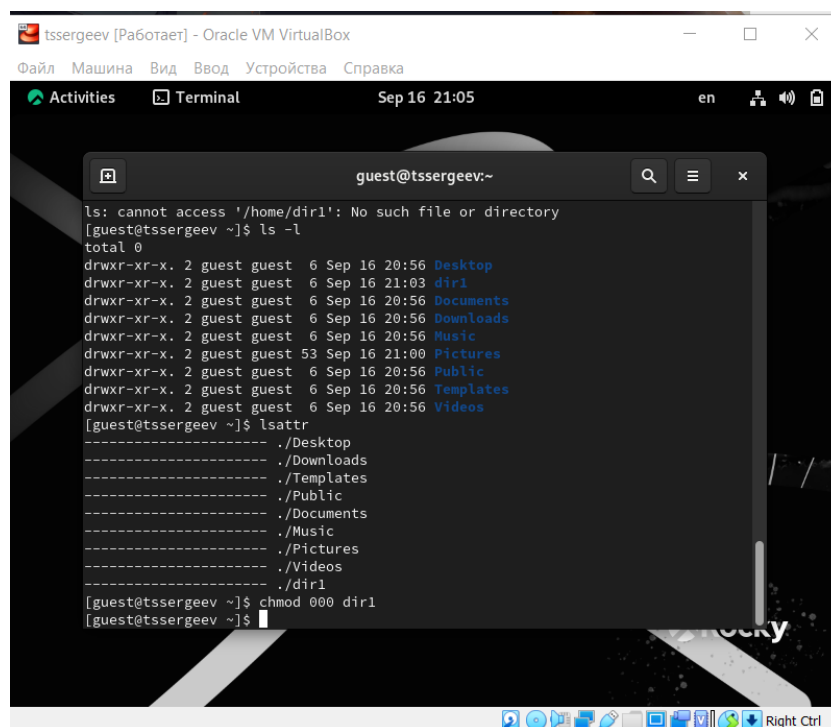 tssergeev [Работает] - Oracle VM VirtualBox
Файл Машина Вид Ввод Устройства Справка
Activities Terminal Sep 16 21:05 en
guest@tssergeev:~
ls: cannot access '/home/dir1': No such file or directory
[guest@tssergeev ~]$ ls -l
total 0
drwxr-xr-x. 2 guest guest  6 Sep 16 20:56 Desktop
drwxr-xr-x. 2 guest guest  6 Sep 16 21:03 dir1
drwxr-xr-x. 2 guest guest  6 Sep 16 20:56 Documents
drwxr-xr-x. 2 guest guest  6 Sep 16 20:56 Downloads
drwxr-xr-x. 2 guest guest  6 Sep 16 20:56 Music
drwxr-xr-x. 2 guest guest 53 Sep 16 21:00 Pictures
drwxr-xr-x. 2 guest guest  6 Sep 16 20:56 Public
drwxr-xr-x. 2 guest guest  6 Sep 16 20:56 Templates
drwxr-xr-x. 2 guest guest  6 Sep 16 20:56 Videos
[guest@tssergeev ~]$ lsattr
---------------------- ./Desktop
---------------------- ./Downloads
---------------------- ./Templates
---------------------- ./Public
---------------------- ./Documents
---------------------- ./Music
---------------------- ./Pictures
---------------------- ./Videos
---------------------- ./dir1
[guest@tssergeev ~]$ chmod 000 dir1
[guest@tssergeev ~]$
Rocky
Right Ctrl